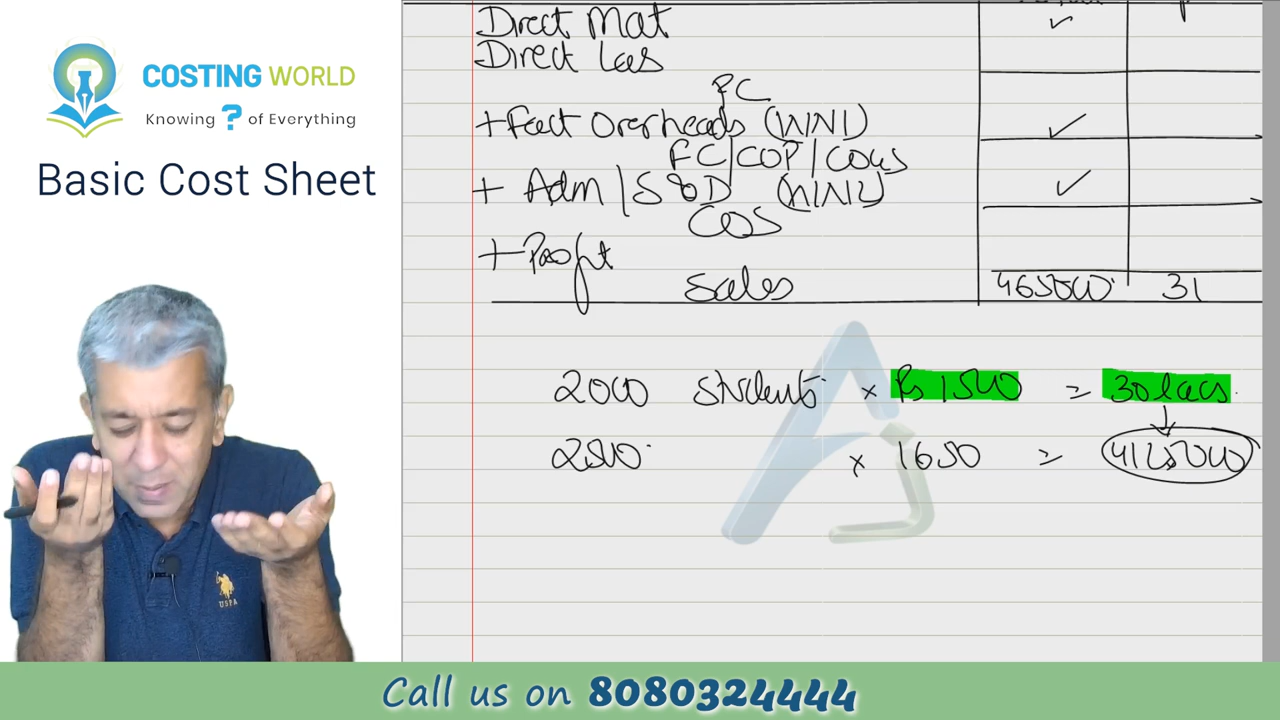 COSTING WORLD
Knowing ? of Everything
Basic Cost Sheet
Direct Mat
Direct Lab
FC
+ Fact Overheads (WN1)
FC | COP | COGS
+ Adm | S&D (WN2)
COS
+ Profit
Sales 465000 31
2000 students × Rs 1500 = 30 lacs
2500 × 1650 = 4125000
USPA
Call us on 8080324444